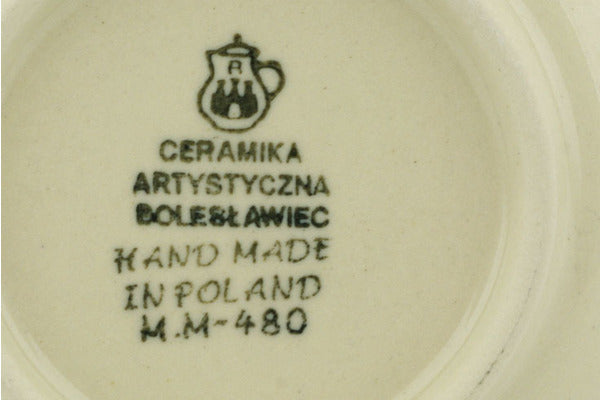 R
CERAMIKA
ARTYSTYCZNA
BOLESŁAWIEC
HAND MADE
IN POLAND
M.M-480